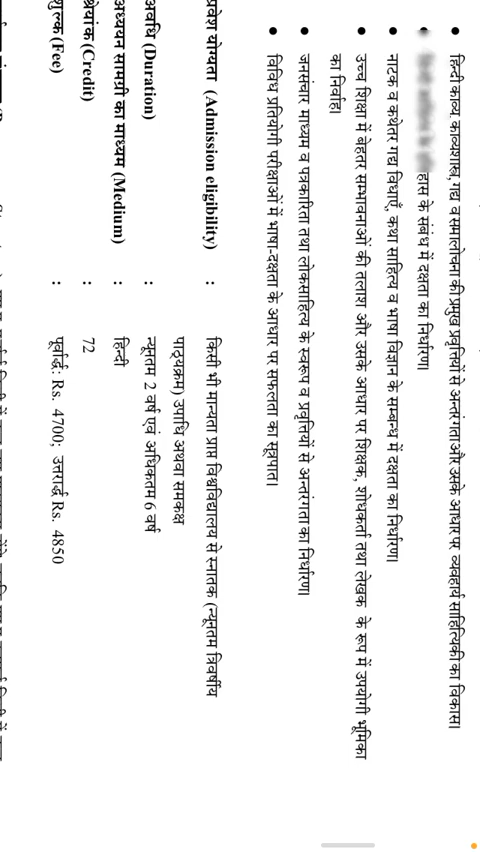 हिन्दी काव्य, काव्यशास्त्र, गद्य व समालोचना की प्रमुख प्रवृत्तियों से अन्तरंगता और उसके आधार पर व्यवहार्य साहित्यिकी का विकास।
हास के संबंध में दक्षता का निर्धारण।
नाटक व कथेतर गद्य विधाएँ, कथा साहित्य व भाषा विज्ञान के सम्बन्ध में दक्षता का निर्धारण।
उच्च शिक्षा में बेहतर सम्भावनाओं की तलाश और उसके आधार पर शिक्षक, शोधकर्ता तथा लेखक के रूप में उपयोगी भूमिका
का निर्वाह।
जनसंचार माध्यम व पत्रकारिता तथा लोकसाहित्य के स्वरूप व प्रवृत्तियों से अन्तरंगता का निर्धारण।
विविध प्रतियोगी परीक्षाओं में भाषा-दक्षता के आधार पर सफलता का सूत्रपात।
प्रवेश योग्यता (Admission eligibility) : किसी भी मान्यता प्राप्त विश्वविद्यालय से स्नातक (न्यूनतम त्रिवर्षीय
पाठ्यक्रम) उपाधि अथवा समकक्ष
अवधि (Duration) : न्यूनतम 2 वर्ष एवं अधिकतम 6 वर्ष
अध्ययन सामग्री का माध्यम (Medium) : हिन्दी
श्रेयांक (Credit) : 72
शुल्क (Fee) : पूर्वार्द्ध: Rs. 4700; उत्तरार्द्ध Rs. 4850